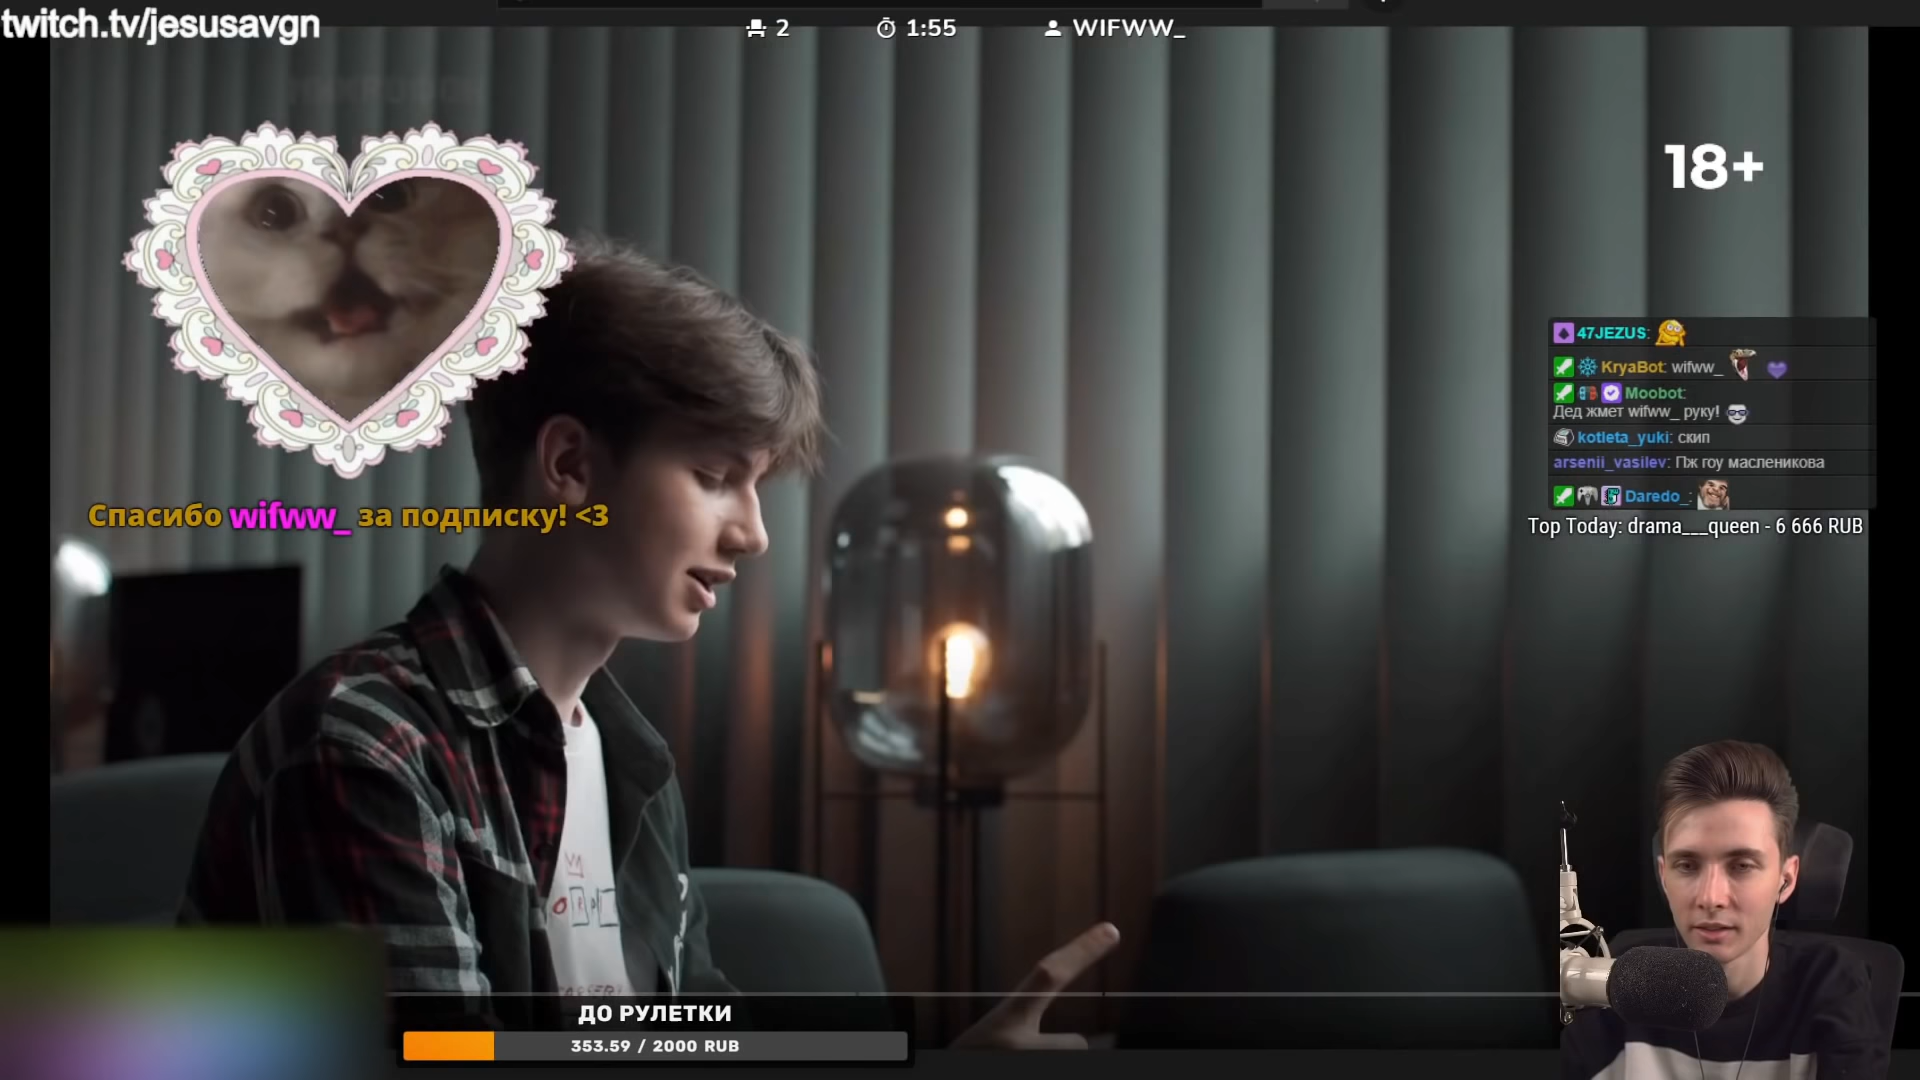 twitch.tv/jesusavgn
2
1:55
WIFWW_
18+
47JEZUS:
KryaBot: wifww_
Moobot:
Дед жмет wifww_ руку!
kotleta_yuki: скип
arsenii_vasilev: Пж гоу масленикова
Daredo_:
Top Today: drama___queen - 6 666 RUB
Спасибо wifww_ за подписку! <3
ДО РУЛЕТКИ
353.59 / 2000 RUB